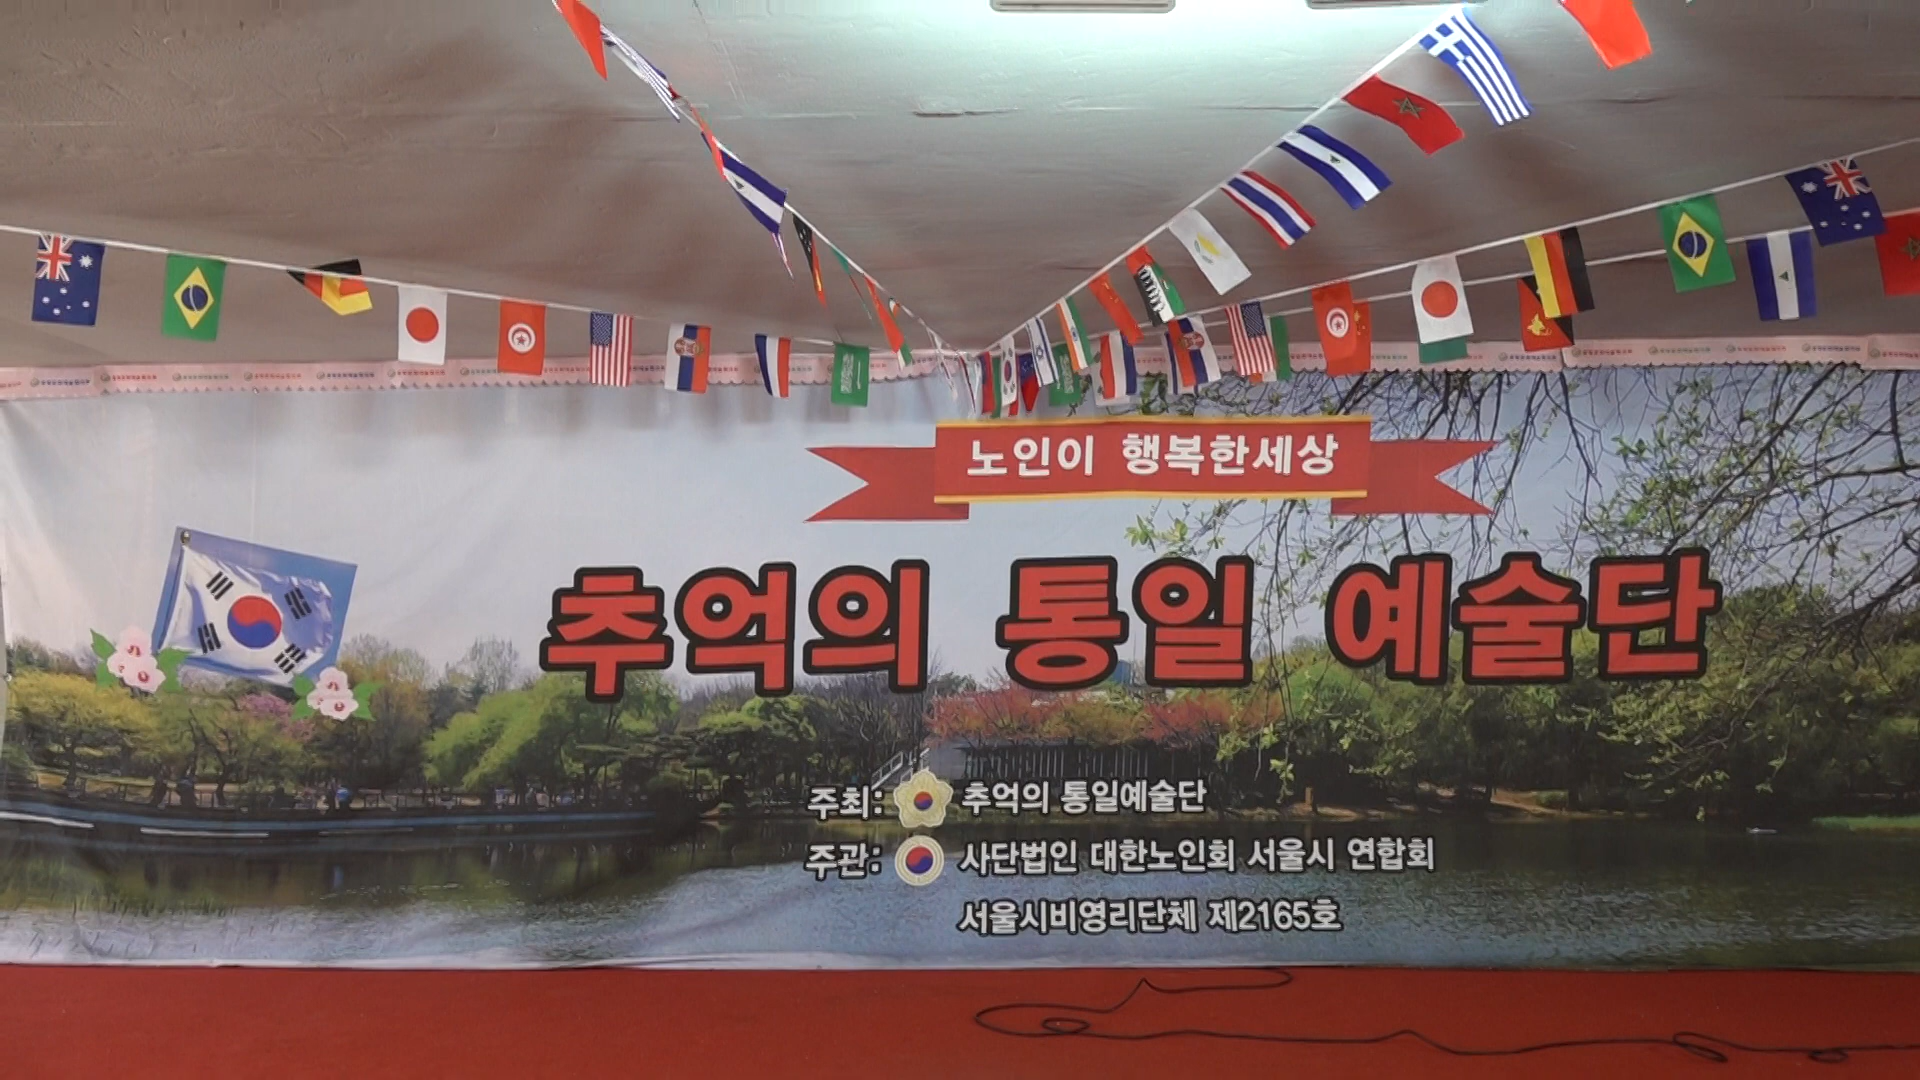 노인이 행복한세상
추억의 통일 예술단
주최: 추억의 통일예술단
주관: 사단법인 대한노인회 서울시 연합회
서울시비영리단체 제2165호